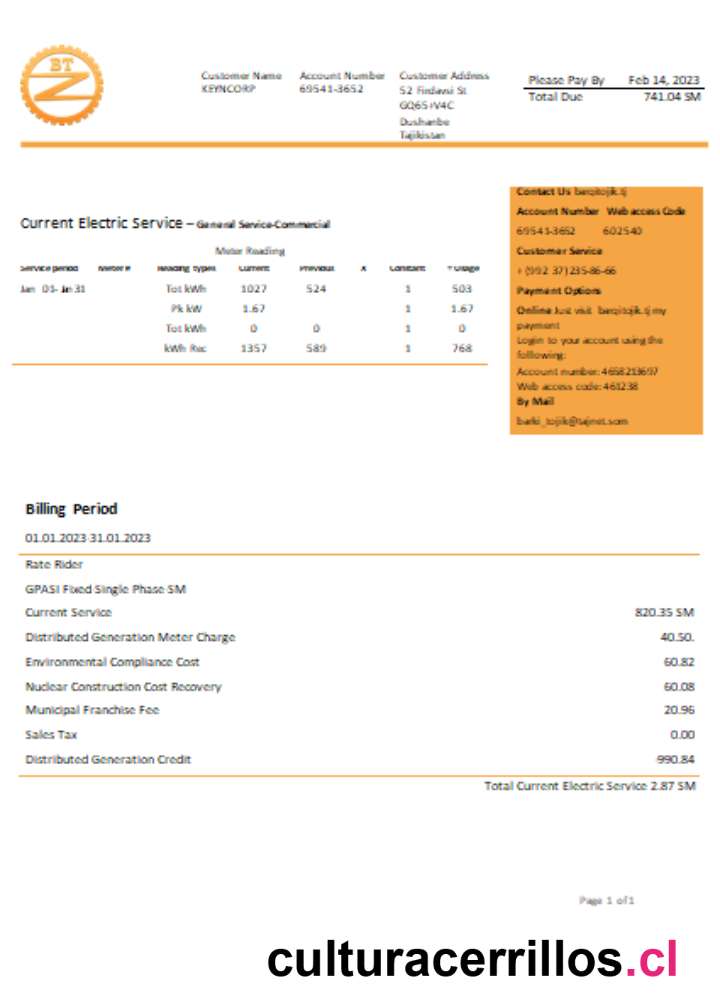 BT
Customer Name Account Number Customer Address
KEYNCORP 69541-3652 52 Firdavsi St
GQ65+V4C
Dushanbe
Tajikistan
Please Pay By Feb 14, 2023
Total Due 741.04 SM
Contact Us barqitojik.tj
Account Number Web access Code
69541-3652 602540
Customer Service
+ (992 37) 235-86-66
Payment Options
Online Just visit barqitojik.tj my
payment
Login to your account using the
following:
Account number: 4658213697
Web access code: 461238
By Mail
barki_tojik@tajnet.com
Current Electric Service – General Service-Commercial
Meter Reading
Service period Meter # Reading types Current Previous X Constant = Usage
Jan 01- Jn 31 Tot kWh 1027 524 1 503
Pk kW 1.67 1 1.67
Tot kWh 0 0 1 0
kWh Rec 1357 589 1 768
Billing Period
01.01.2023-31.01.2023
Rate Rider
GPASI Fixed Single Phase SM
Current Service 820.35 SM
Distributed Generation Meter Charge 40.50.
Environmental Compliance Cost 60.82
Nuclear Construction Cost Recovery 60.08
Municipal Franchise Fee 20.96
Sales Tax 0.00
Distributed Generation Credit -990.84
Total Current Electric Service 2.87 SM
Page 1 of 1
culturacerrillos.cl